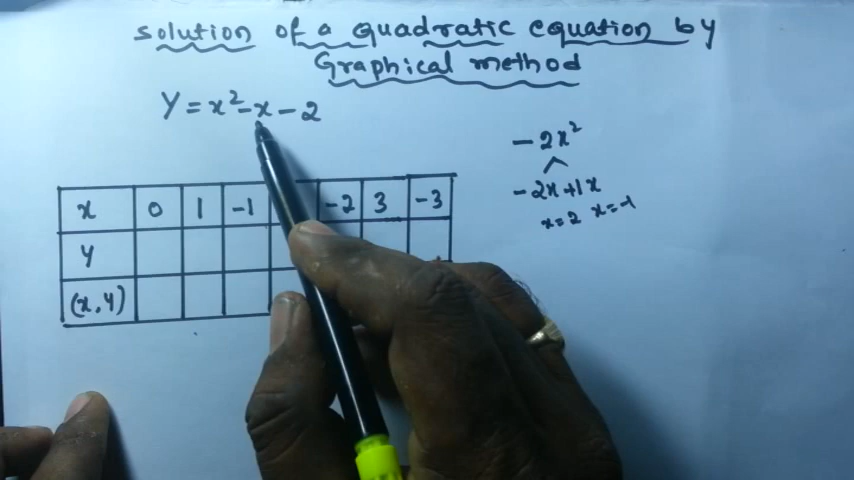 Solution of a quadratic equation by
Graphical method
Y = x² - x - 2
- 2x²
- 2x + 1x
x = 2 x = -1
x 0 1 -1 -2 3 -3
Y
(x, y)